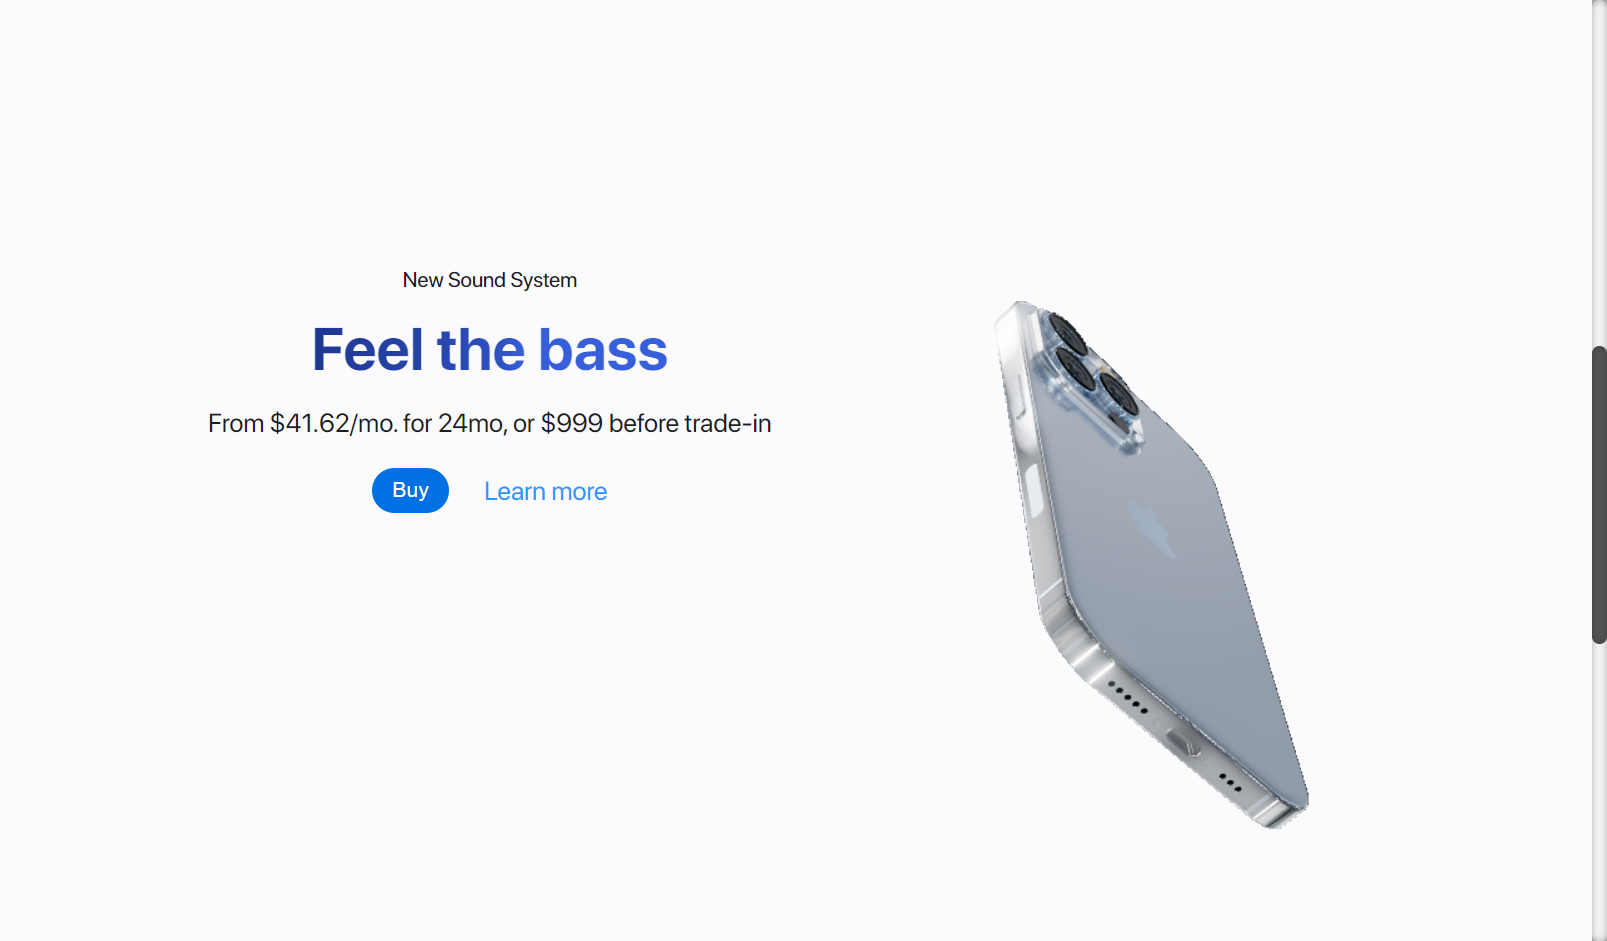 New Sound System
Feel the bass
From $41.62/mo. for 24mo, or $999 before trade-in
Buy
Learn more